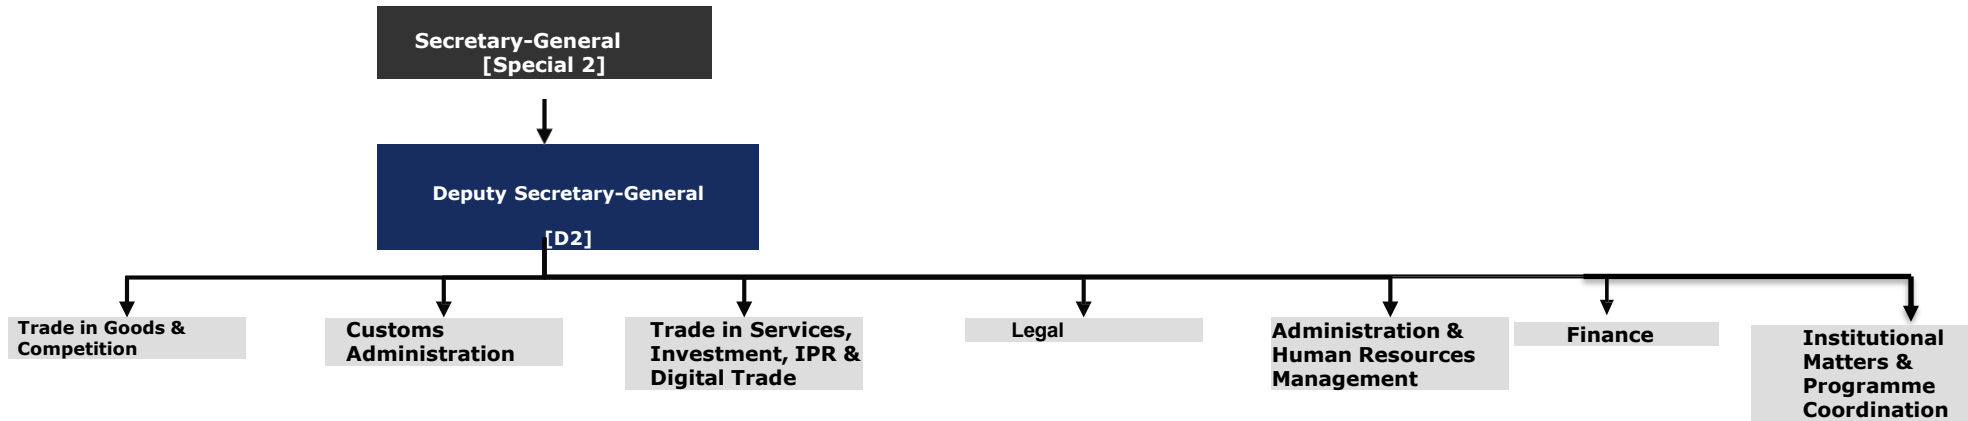 Secretary-General
[Special 2]
Deputy Secretary-General
[D2]
Trade in Goods &
Competition
Customs
Administration
Trade in Services,
Investment, IPR &
Digital Trade
Legal
Administration &
Human Resources
Management
Finance
Institutional
Matters &
Programme
Coordination